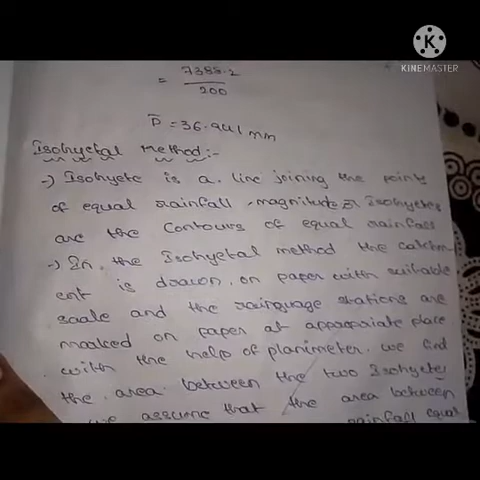 KINEMASTER
= 7388.2
200
P̄ = 36.941 mm
Isohyetal Method :-
-) Isohyete is a line joining the points
of equal rainfall magnitude Isohyetes
are the contours of equal rainfall
-) In the Isohyetal method the catchm-
ent is drawn on paper with suitable
scale and the rainguage stations are
marked on paper at appropriate place.
with the help of planimeter. we find
the area between the two Isohyetes
we assume that the area between
rainfall equal